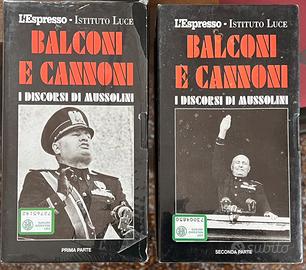 L'Espresso - ISTITUTO LUCE
BALCONI
E CANNONI
I DISCORSI DI MUSSOLINI
PRIMA PARTE
L'Espresso - ISTITUTO LUCE
BALCONI
E CANNONI
I DISCORSI DI MUSSOLINI
SECONDA PARTE
subito